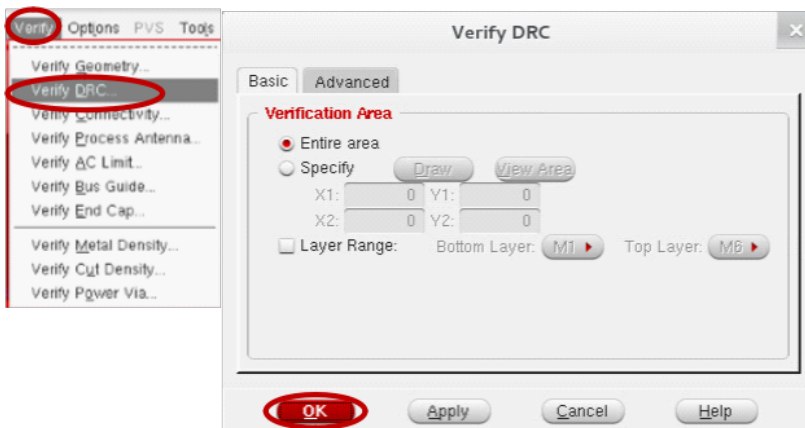 Verify Options PVS Tools
Verify Geometry...
Verify DRC...
Verify Connectivity...
Verify Process Antenna...
Verify AC Limit...
Verify Bus Guide...
Verify End Cap...
Verify Metal Density...
Verify Cut Density...
Verify Power Via...
Verify DRC
Basic Advanced
Verification Area
Entire area
Specify Draw View Area
X1: 0 Y1: 0
X2: 0 Y2: 0
Layer Range: Bottom Layer: M1 Top Layer: M6
OK Apply Cancel Help